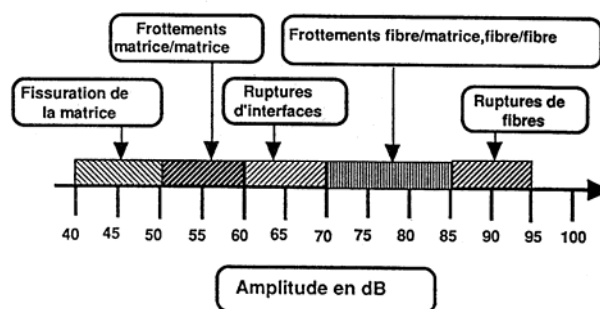 Frottements
matrice/matrice
Frottements fibre/matrice,fibre/fibre
Fissuration de
la matrice
Ruptures
d'interfaces
Ruptures de
fibres
40 45 50 55 60 65 70 75 80 85 90 95 100
Amplitude en dB